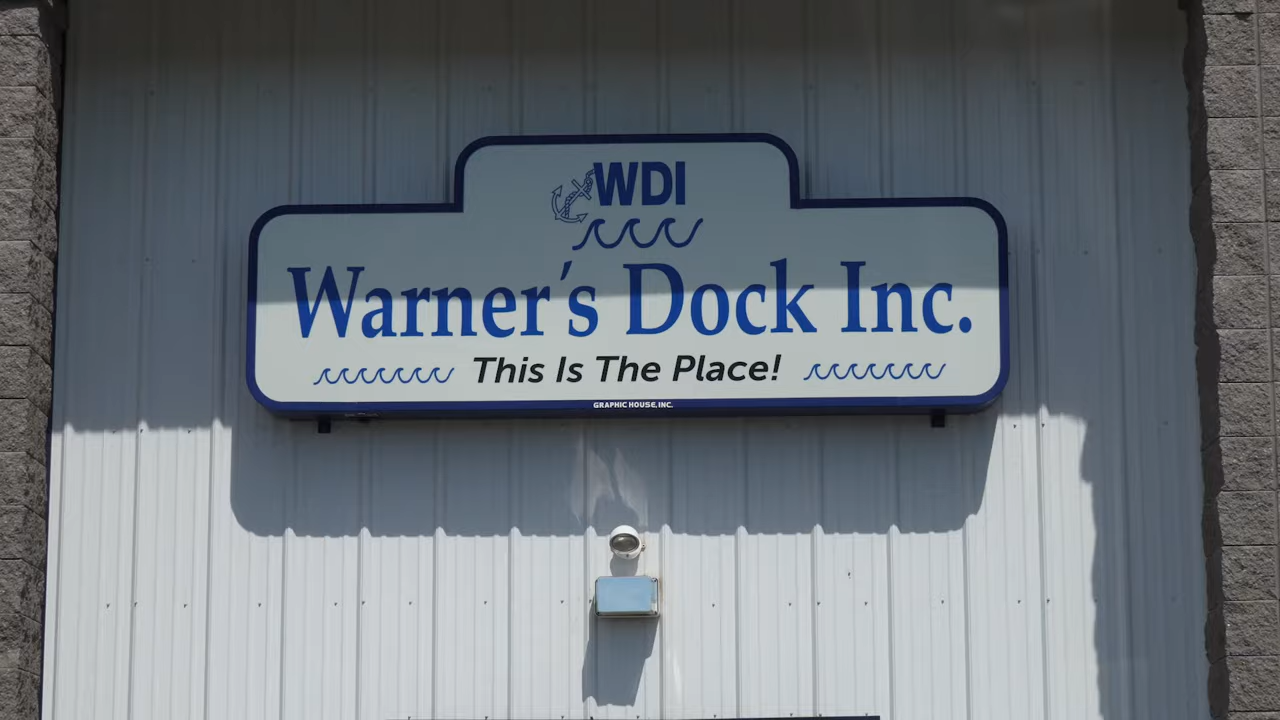 WDI
Warner's Dock Inc.
This Is The Place!
GRAPHIC HOUSE, INC.